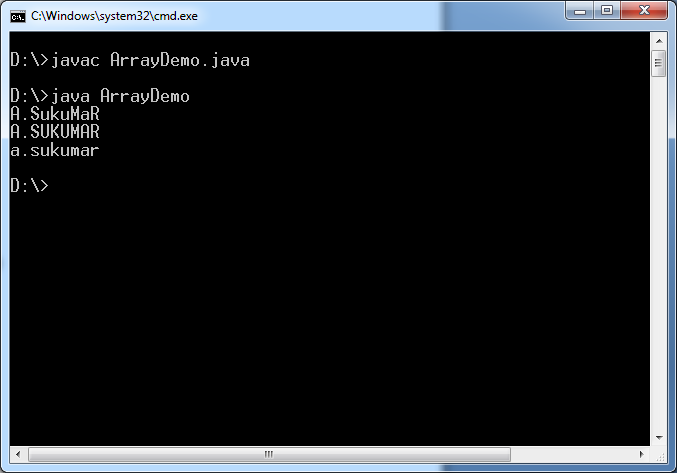 C:\Windows\system32\cmd.exe
D:\>javac ArrayDemo.java
D:\>java ArrayDemo
A.SukuMaR
A.SUKUMAR
a.sukumar
D:\>